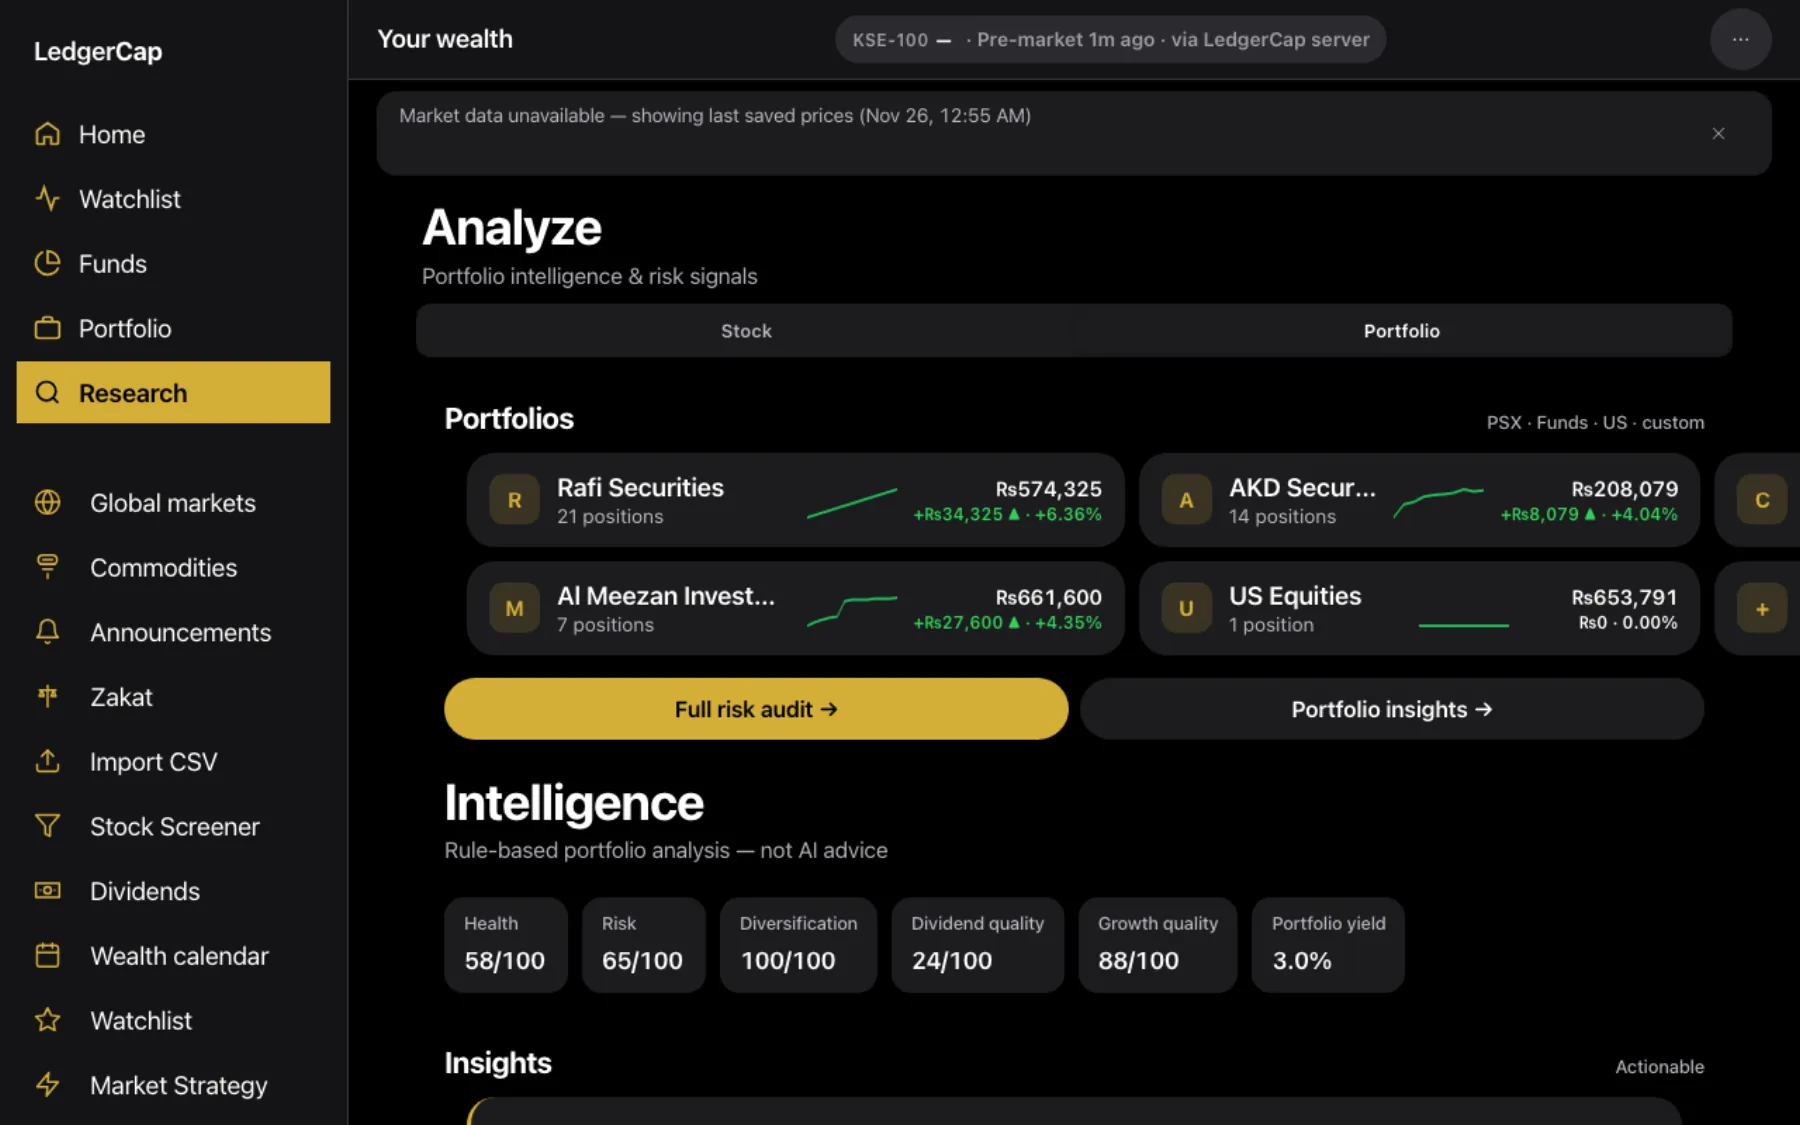 LedgerCap
Home
Watchlist
Funds
Portfolio
Research
Global markets
Commodities
Announcements
Zakat
Import CSV
Stock Screener
Dividends
Wealth calendar
Watchlist
Market Strategy
Your wealth
KSE-100 — · Pre-market 1m ago · via LedgerCap server
...
Market data unavailable — showing last saved prices (Nov 26, 12:55 AM)
×
Analyze
Portfolio intelligence & risk signals
Stock
Portfolio
Portfolios
PSX · Funds · US · custom
R
Rafi Securities
21 positions
₨574,325
+₨34,325 ▲ · +6.36%
A
AKD Secur...
14 positions
₨208,079
+₨8,079 ▲ · +4.04%
C
M
Al Meezan Invest...
7 positions
₨661,600
+₨27,600 ▲ · +4.35%
U
US Equities
1 position
₨653,791
₨0 · 0.00%
+
Full risk audit →
Portfolio insights →
Intelligence
Rule-based portfolio analysis — not AI advice
Health
58/100
Risk
65/100
Diversification
100/100
Dividend quality
24/100
Growth quality
88/100
Portfolio yield
3.0%
Insights
Actionable